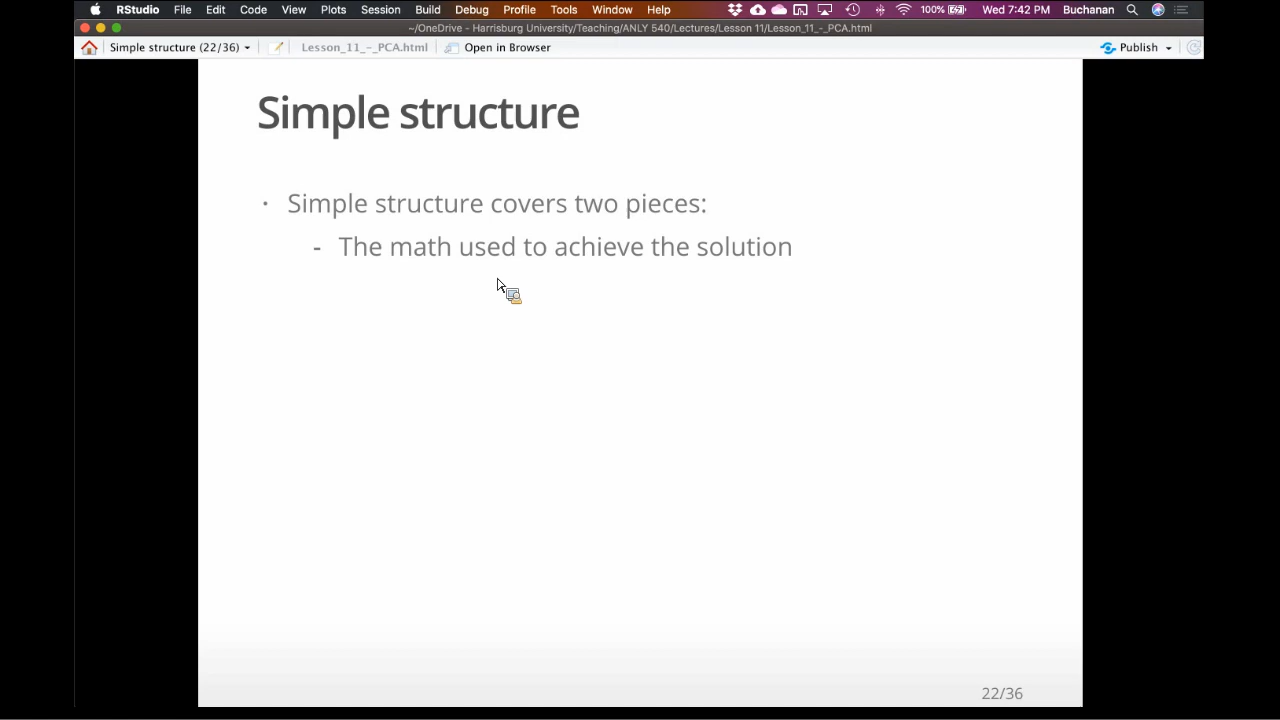 RStudio File Edit Code View Plots Session Build Debug Profile Tools Window Help 100% Wed 7:42 PM Buchanan
~/OneDrive - Harrisburg University/Teaching/ANLY 540/Lectures/Lesson 11/Lesson_11_-_PCA.html
Simple structure (22/36) Lesson_11_-_PCA.html Open in Browser Publish
Simple structure
· Simple structure covers two pieces:
- The math used to achieve the solution
22/36